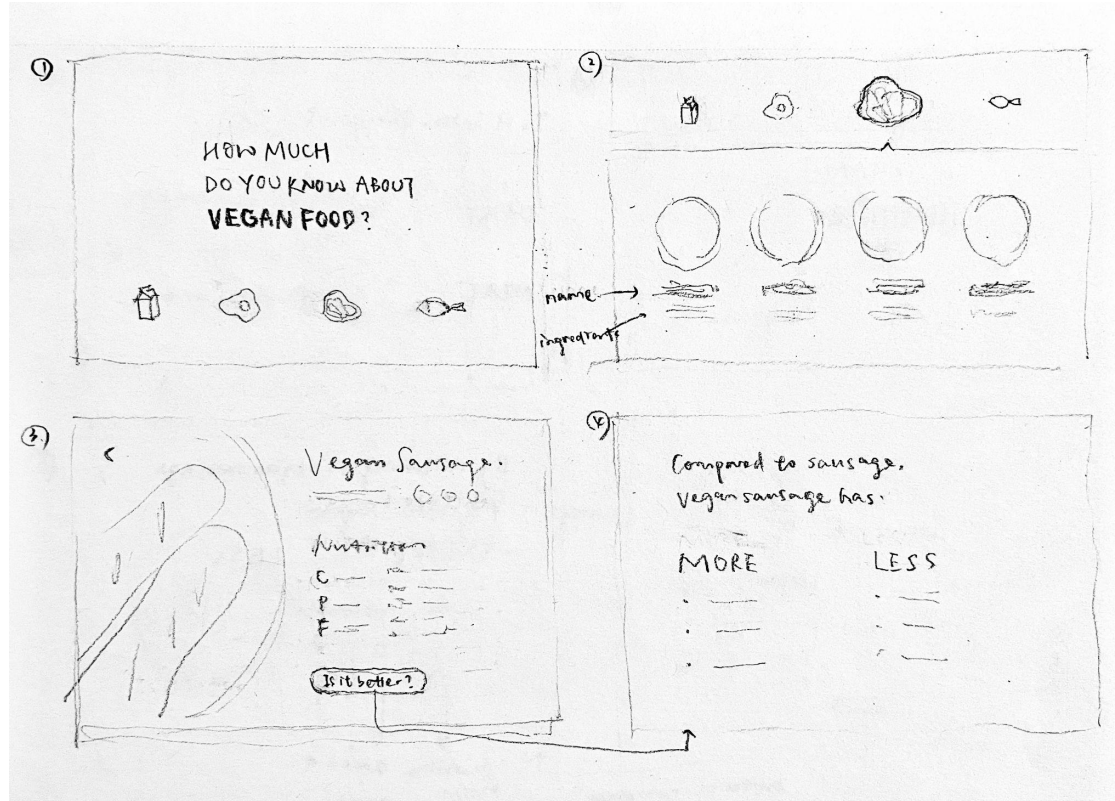 ①
HOW MUCH
DO YOU KNOW ABOUT
VEGAN FOOD?
②
name
ingredients
3.
<
Vegan Sausage.
Nutrition
C
P
F
Is it better?
4
Compared to sausage,
vegan sausage has.
MORE
LESS